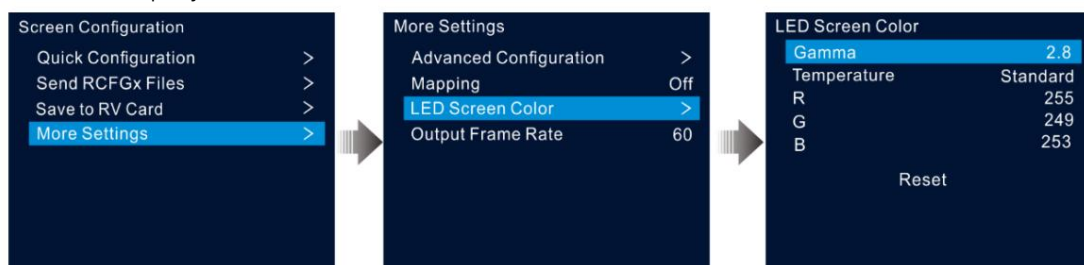 Screen Configuration
Quick Configuration >
Send RCFGx Files >
Save to RV Card >
More Settings >
More Settings
Advanced Configuration >
Mapping Off
LED Screen Color >
Output Frame Rate 60
LED Screen Color
Gamma 2.8
Temperature Standard
R 255
G 249
B 253
Reset